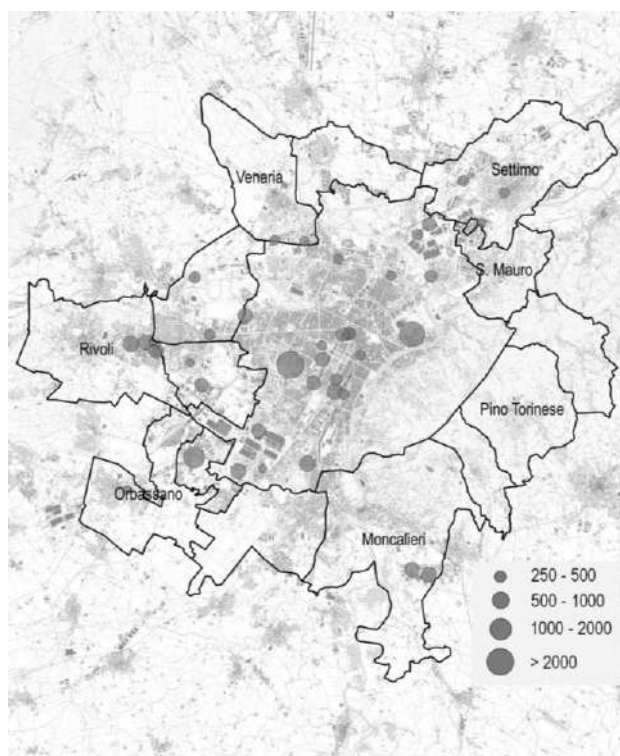 Venaria
Settimo
S. Mauro
Rivoli
Pino Torinese
Orbassano
Moncalieri
250 - 500
500 - 1000
1000 - 2000
> 2000